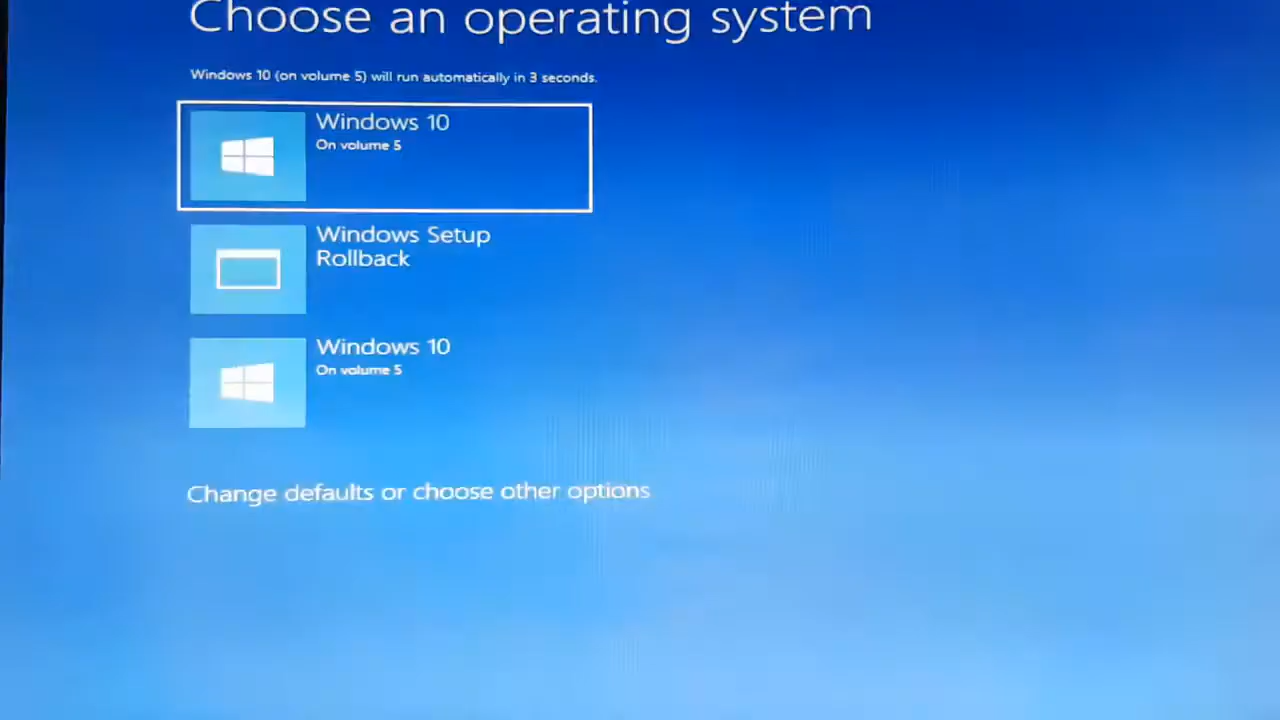 Choose an operating system
Windows 10 (on volume 5) will run automatically in 3 seconds.
Windows 10
On volume 5
Windows Setup
Rollback
Windows 10
On volume 5
Change defaults or choose other options